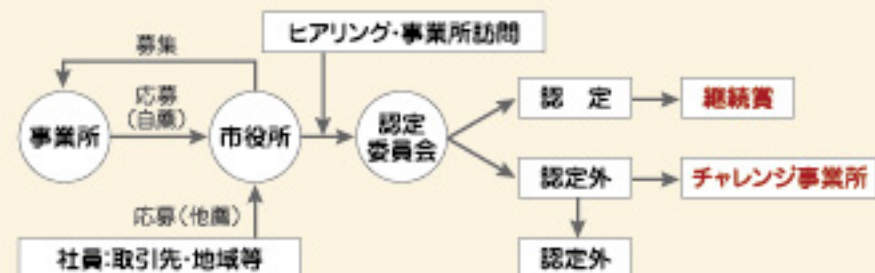 ヒアリング・事業所訪問
募集
応募
(自薦)
事業所
市役所
認定
委員会
認 定
継続賞
認定外
チャレンジ事業所
応募(他薦)
社員:取引先・地域等
認定外